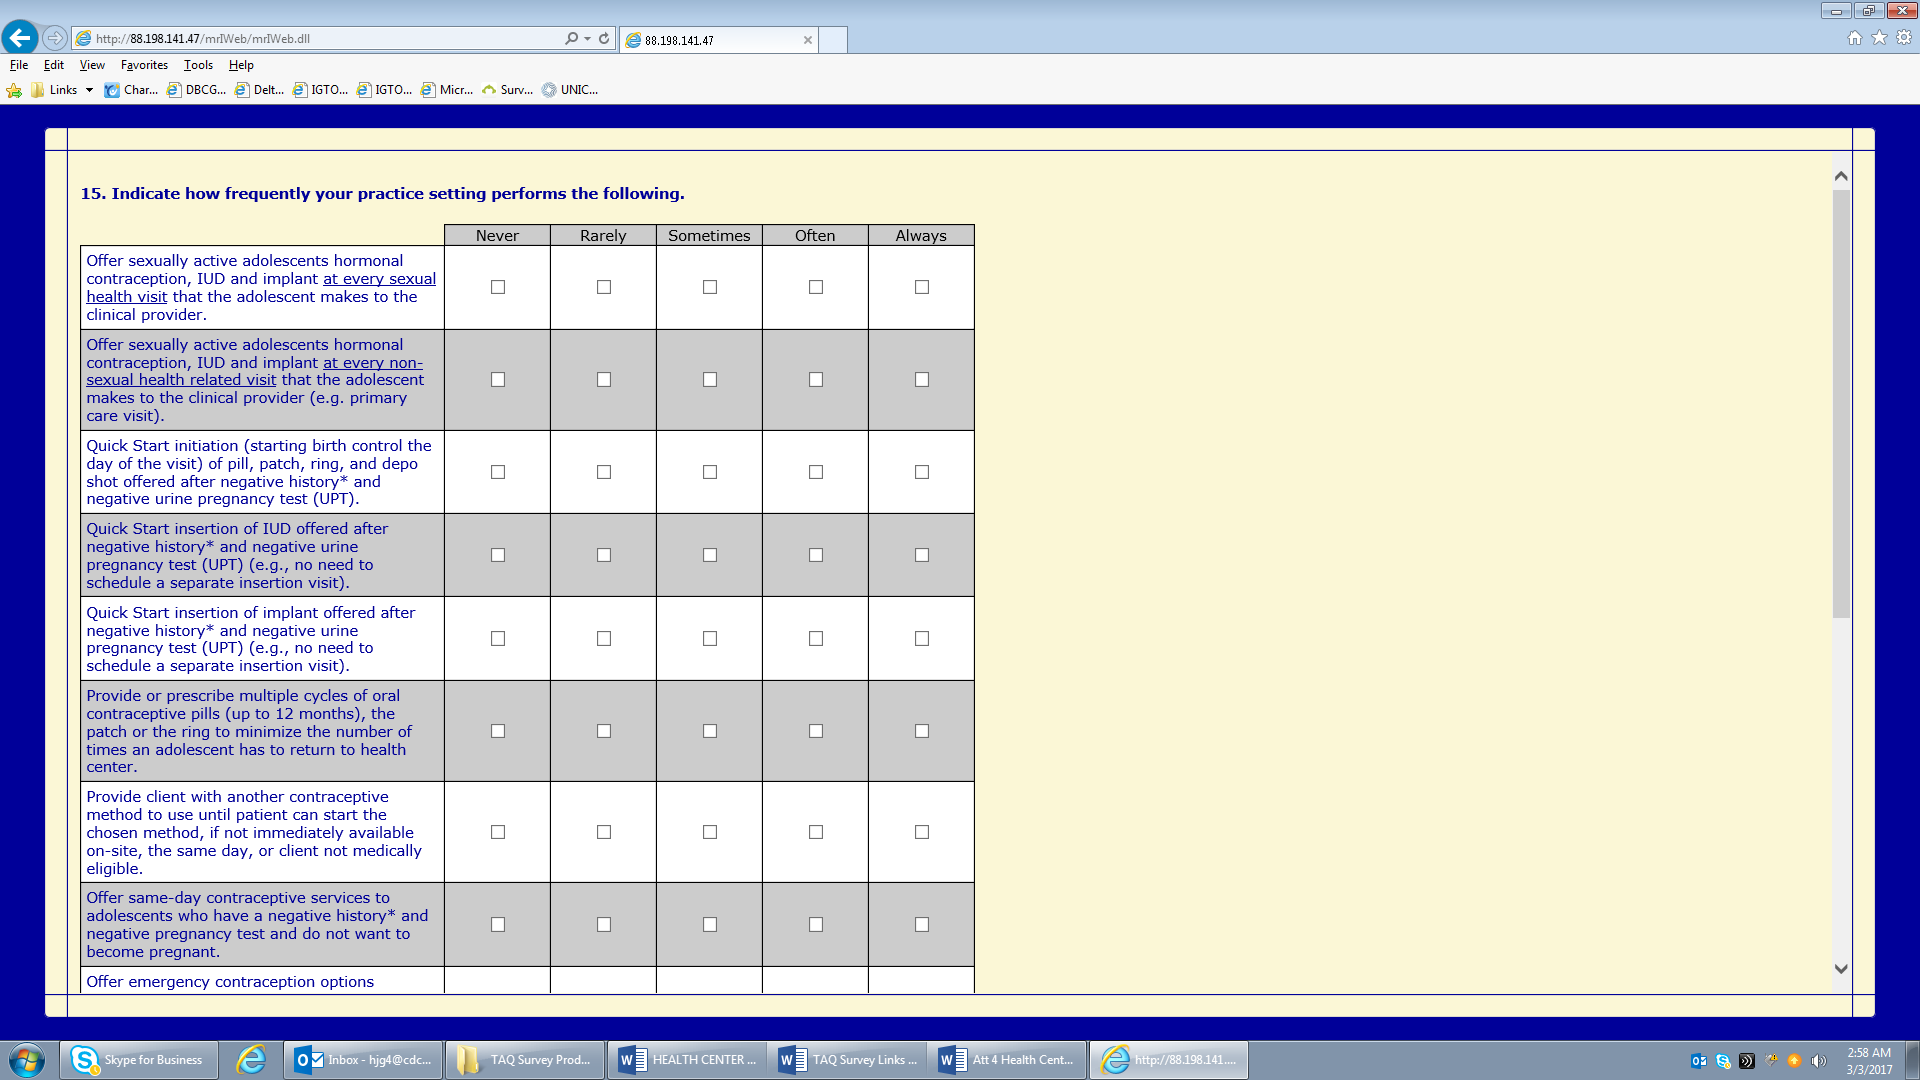 http://88.198.141.47/mrIWeb/mrIWeb.dll
88.198.141.47
File Edit View Favorites Tools Help
Links Char... DBCG... Delt... IGTO... IGTO... Micr... Surv... UNIC...
15. Indicate how frequently your practice setting performs the following.
Never Rarely Sometimes Often Always
Offer sexually active adolescents hormonal
contraception, IUD and implant at every sexual
health visit that the adolescent makes to the
clinical provider.
Offer sexually active adolescents hormonal
contraception, IUD and implant at every non-
sexual health related visit that the adolescent
makes to the clinical provider (e.g. primary
care visit).
Quick Start initiation (starting birth control the
day of the visit) of pill, patch, ring, and depo
shot offered after negative history* and
negative urine pregnancy test (UPT).
Quick Start insertion of IUD offered after
negative history* and negative urine
pregnancy test (UPT) (e.g., no need to
schedule a separate insertion visit).
Quick Start insertion of implant offered after
negative history* and negative urine
pregnancy test (UPT) (e.g., no need to
schedule a separate insertion visit).
Provide or prescribe multiple cycles of oral
contraceptive pills (up to 12 months), the
patch or the ring to minimize the number of
times an adolescent has to return to health
center.
Provide client with another contraceptive
method to use until patient can start the
chosen method, if not immediately available
on-site, the same day, or client not medically
eligible.
Offer same-day contraceptive services to
adolescents who have a negative history* and
negative pregnancy test and do not want to
become pregnant.
Offer emergency contraception options
Skype for Business
Inbox - hjg4@cdc...
TAQ Survey Prod...
HEALTH CENTER ...
TAQ Survey Links ...
Att 4 Health Cent...
http://88.198.141....
2:58 AM
3/3/2017